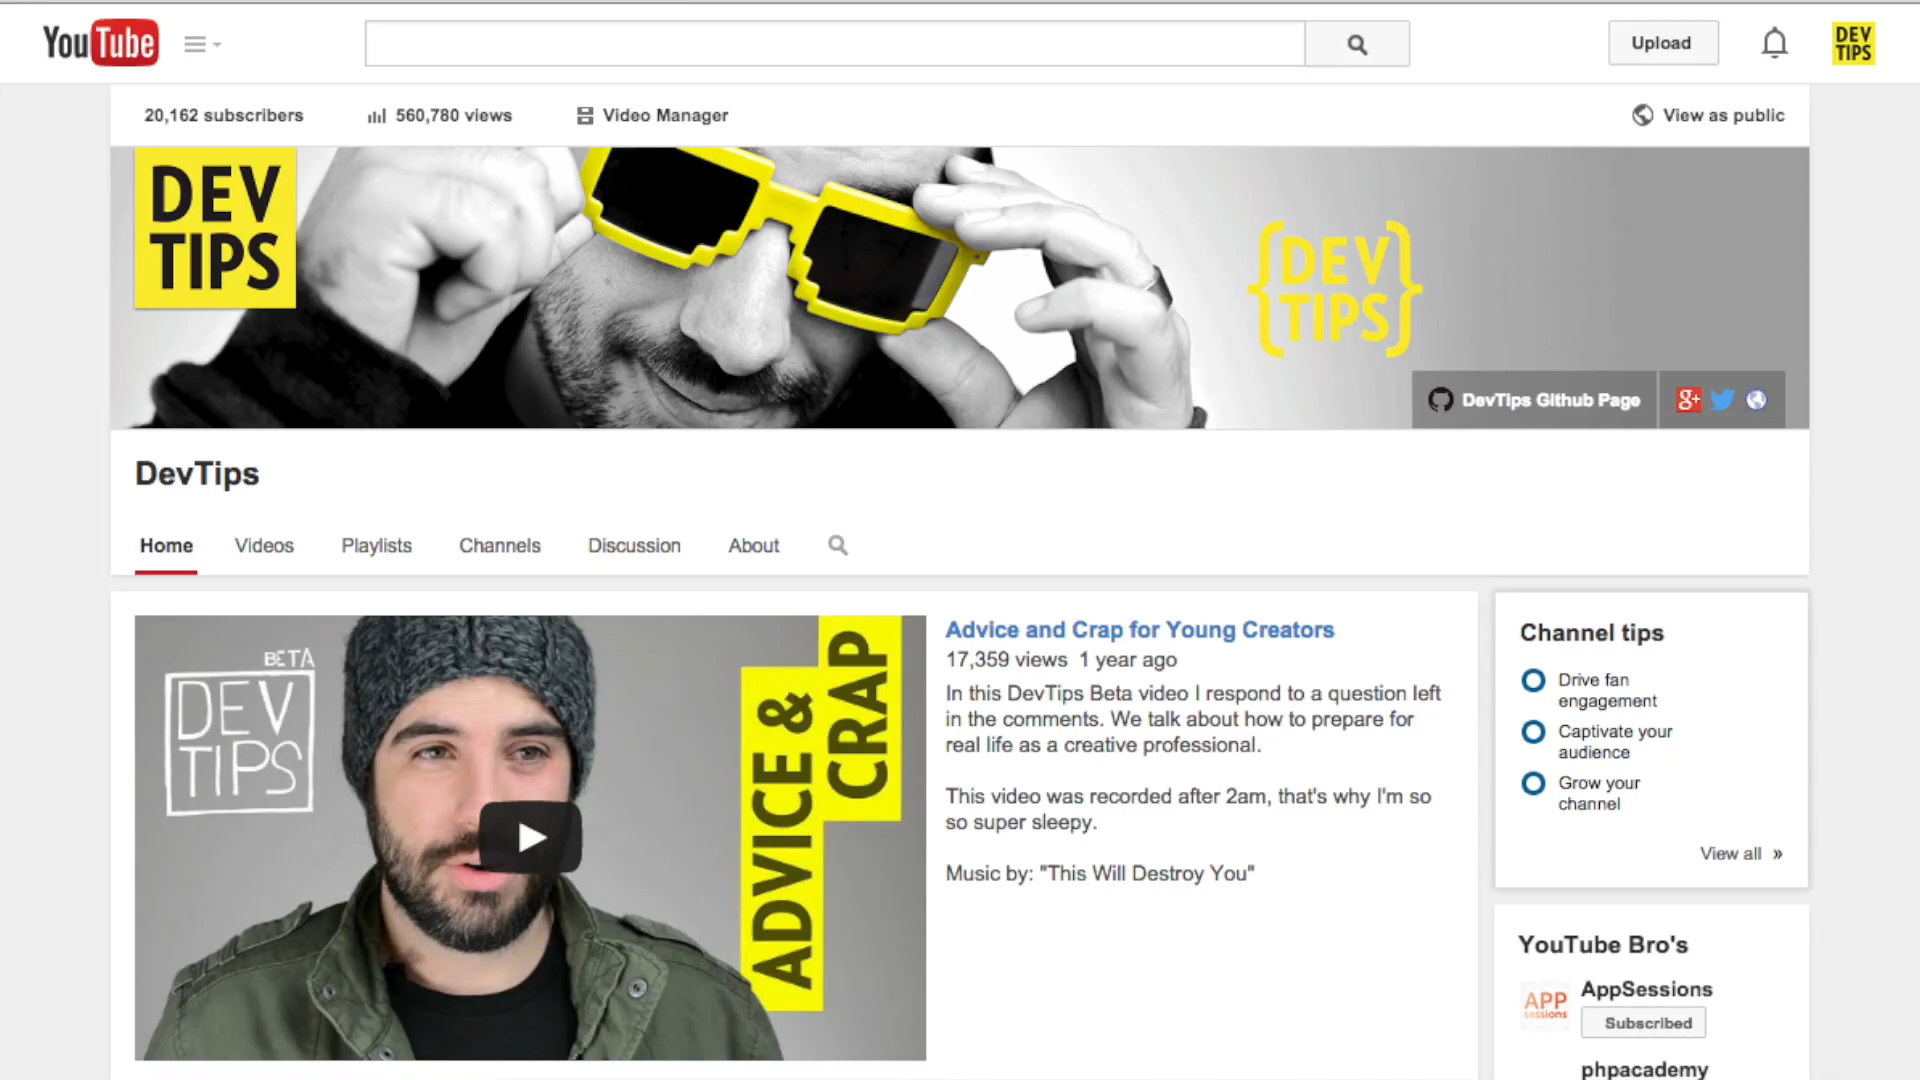 YouTube
Upload
DEV
TIPS
20,162 subscribers
560,780 views
Video Manager
View as public
DEV
TIPS
{DEV
TIPS}
DevTips Github Page
g+
DevTips
Home
Videos
Playlists
Channels
Discussion
About
BETA
DEV
TIPS
ADVICE &
CRAP
Advice and Crap for Young Creators
17,359 views 1 year ago
In this DevTips Beta video I respond to a question left
in the comments. We talk about how to prepare for
real life as a creative professional.
This video was recorded after 2am, that's why I'm so
so super sleepy.
Music by: "This Will Destroy You"
Channel tips
Drive fan
engagement
Captivate your
audience
Grow your
channel
View all »
YouTube Bro's
APP
sessions
AppSessions
Subscribed
phpacademy